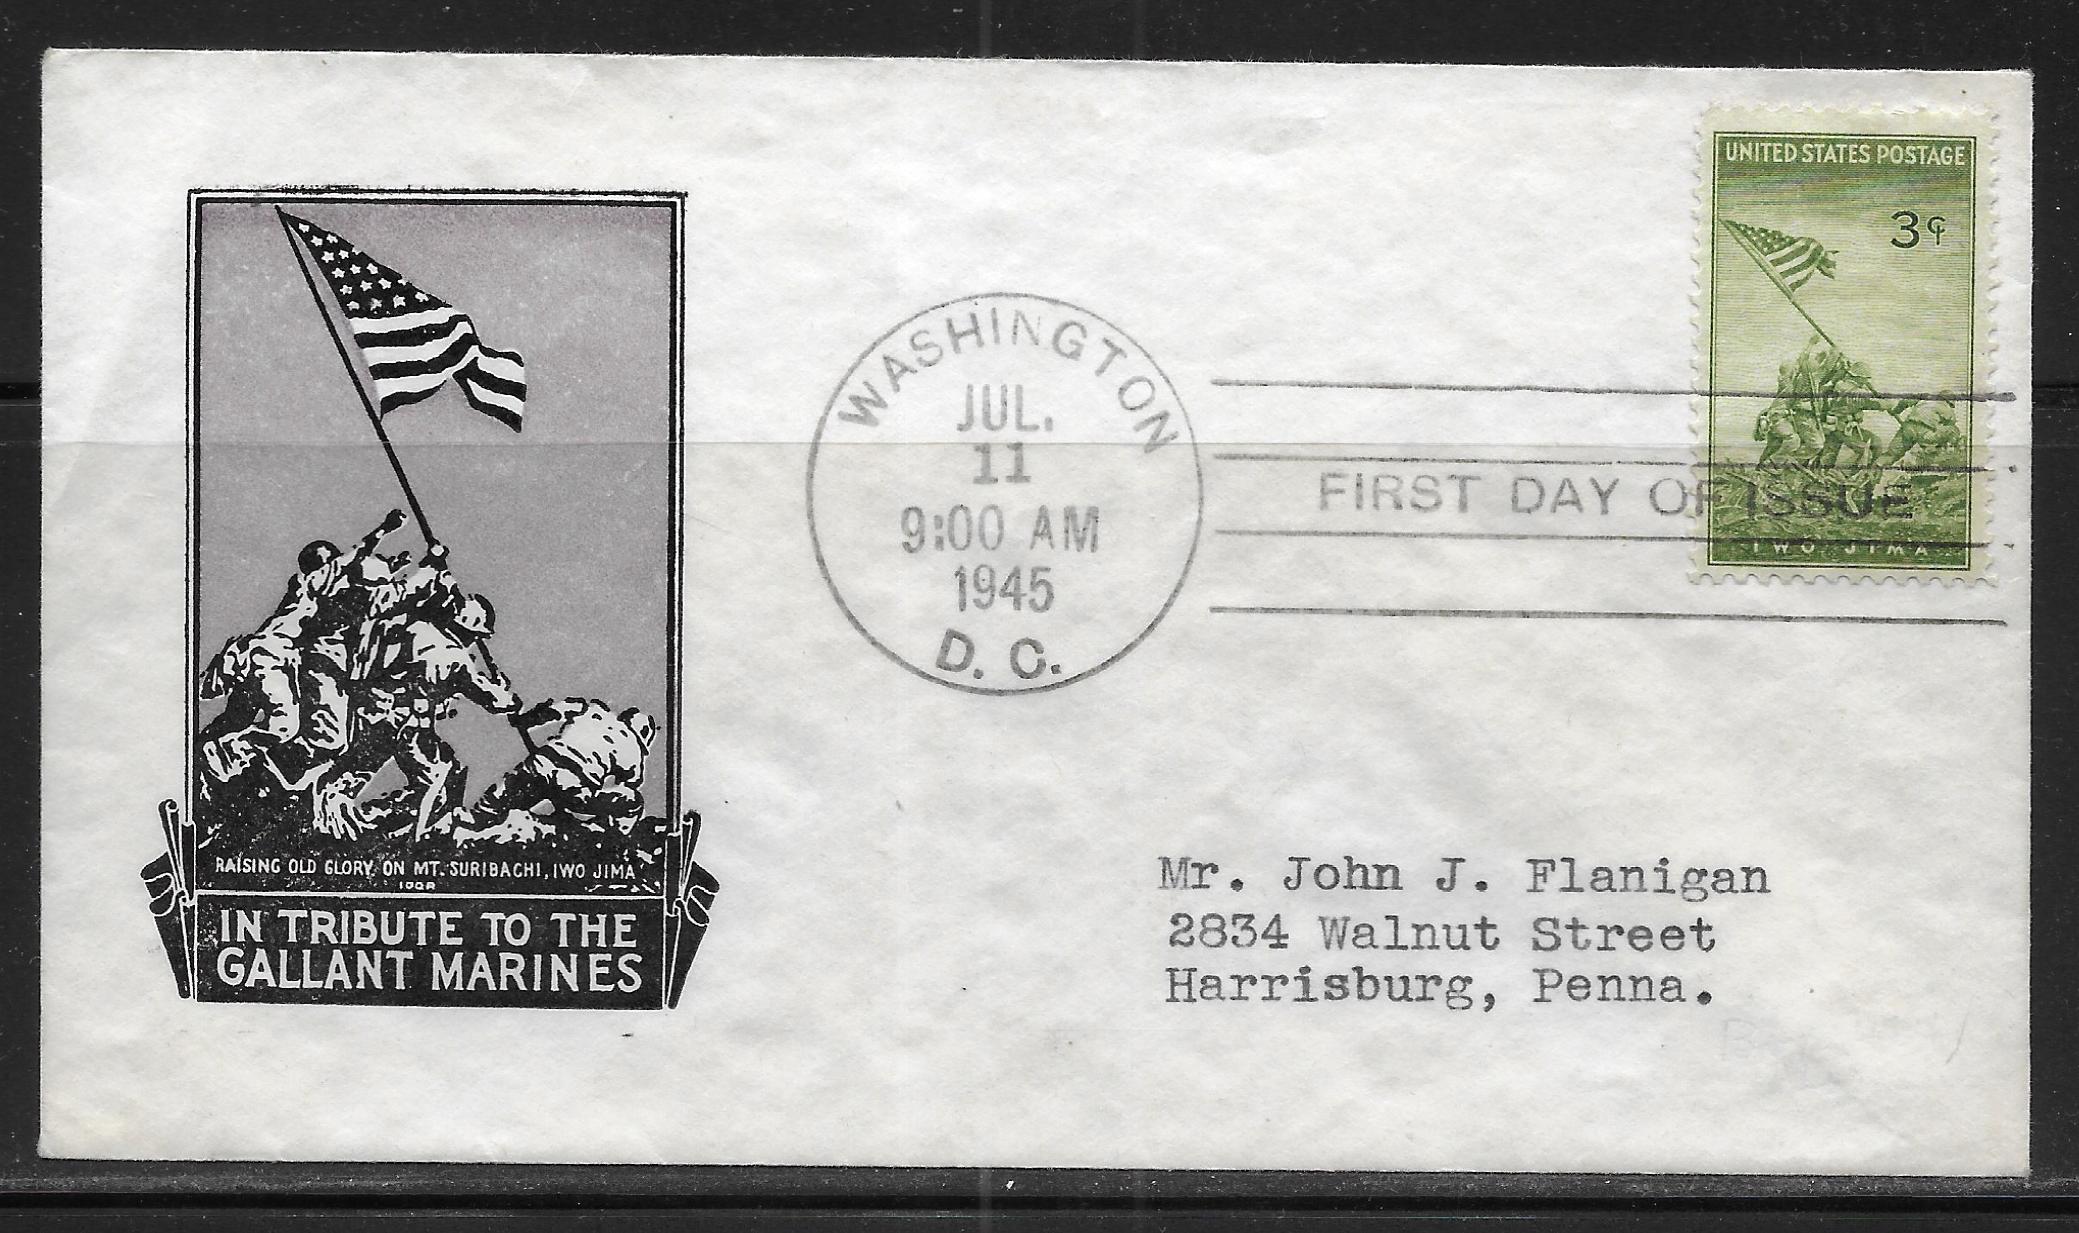 UNITED STATES POSTAGE
3¢
IWO JIMA
WASHINGTON
JUL.
11
9:00 AM
1945
D. C.
FIRST DAY OF ISSUE
RAISING OLD GLORY ON MT. SURIBACHI, IWO JIMA
IN TRIBUTE TO THE
GALLANT MARINES
Mr. John J. Flanigan
2834 Walnut Street
Harrisburg, Penna.